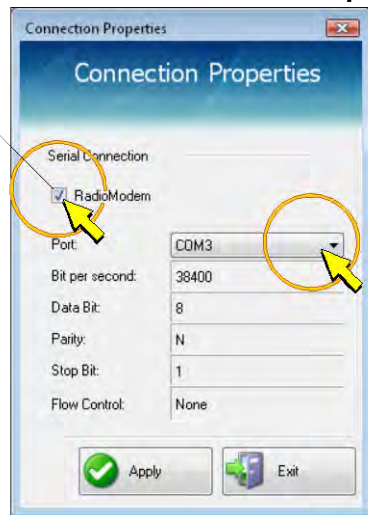 Connection Properties
Connection Properties
Serial Connection
RadioModem
Port: COM3
Bit per second: 38400
Data Bit: 8
Parity: N
Stop Bit: 1
Flow Control: None
Apply Exit